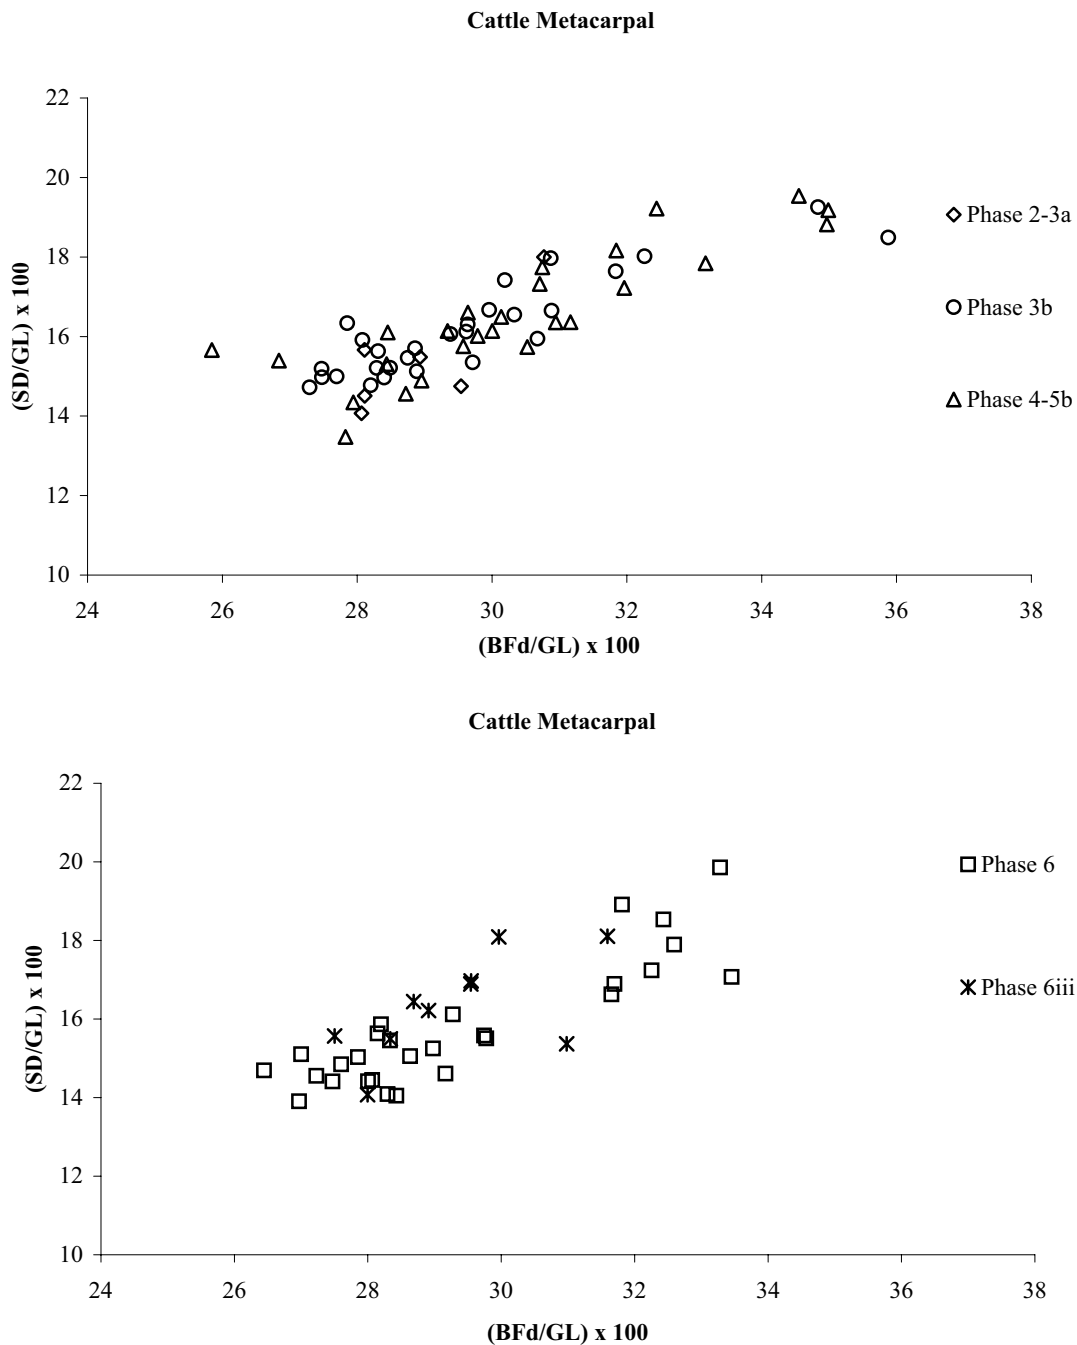 Cattle Metacarpal
22
20
18
16
14
12
10
(SD/GL) x 100
24 26 28 30 32 34 36 38
(BFd/GL) x 100
Phase 2-3a
Phase 3b
Phase 4-5b
Cattle Metacarpal
22
20
18
16
14
12
10
(SD/GL) x 100
24 26 28 30 32 34 36 38
(BFd/GL) x 100
Phase 6
Phase 6iii